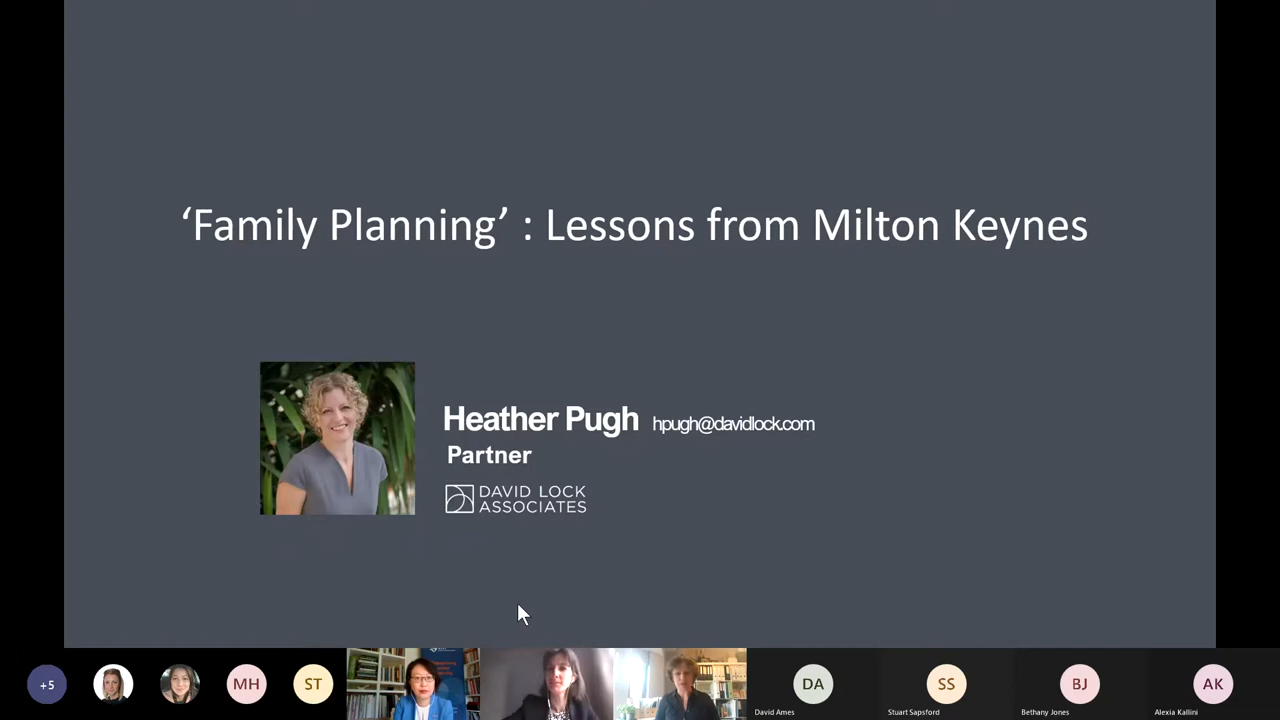 ‘Family Planning’ : Lessons from Milton Keynes
Heather Pugh hpugh@davidlock.com
Partner
DAVID LOCK
ASSOCIATES
+5
MH
ST
DA
SS
BJ
AK
David Ames
Stuart Sapsford
Bethany Jones
Alexia Kallini